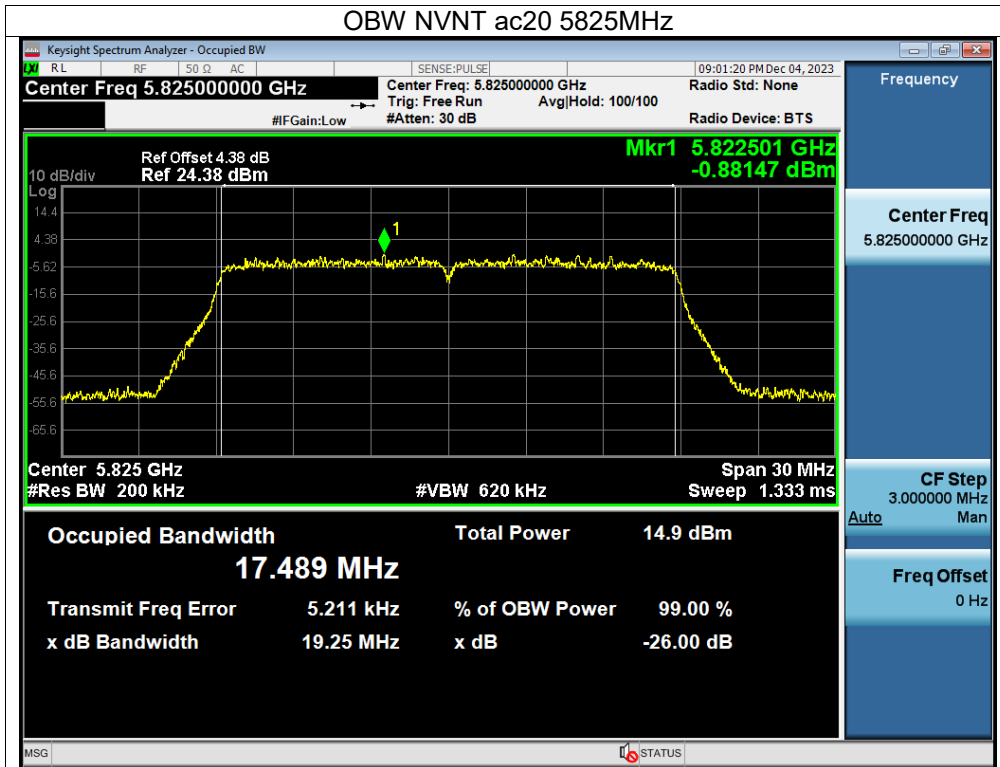 OBW NVNT ac20 5825MHz
Keysight Spectrum Analyzer - Occupied BW
LXI RL RF 50 Ω AC SENSE:PULSE 09:01:20 PM Dec 04, 2023
Center Freq 5.825000000 GHz Center Freq: 5.825000000 GHz Radio Std: None
Trig: Free Run Avg|Hold: 100/100
#IFGain:Low #Atten: 30 dB Radio Device: BTS
Frequency
Mkr1 5.822501 GHz
-0.88147 dBm
Ref Offset 4.38 dB
10 dB/div Ref 24.38 dBm
Log
14.4
4.38
-5.62
-15.6
-25.6
-35.6
-45.6
-55.6
-65.6
1
Center 5.825 GHz Span 30 MHz
#Res BW 200 kHz #VBW 620 kHz Sweep 1.333 ms
Occupied Bandwidth Total Power 14.9 dBm
17.489 MHz
Transmit Freq Error 5.211 kHz % of OBW Power 99.00 %
x dB Bandwidth 19.25 MHz x dB -26.00 dB
Center Freq
5.825000000 GHz
CF Step
3.000000 MHz
Auto Man
Freq Offset
0 Hz
MSG STATUS